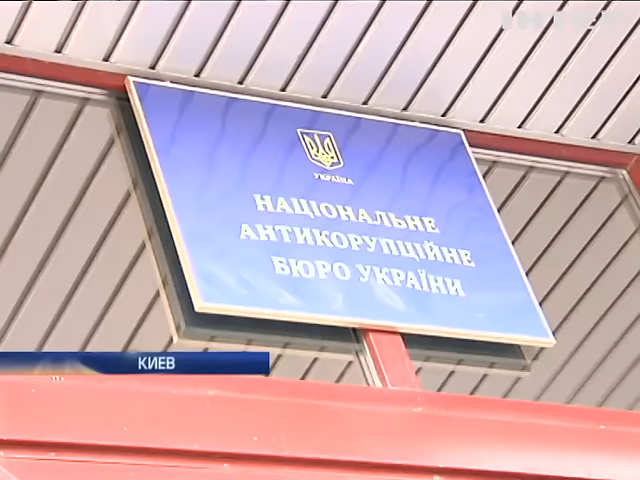 УКРАЇНА
НАЦІОНАЛЬНЕ
АНТИКОРУПЦІЙНЕ
БЮРО УКРАЇНИ
КИЕВ